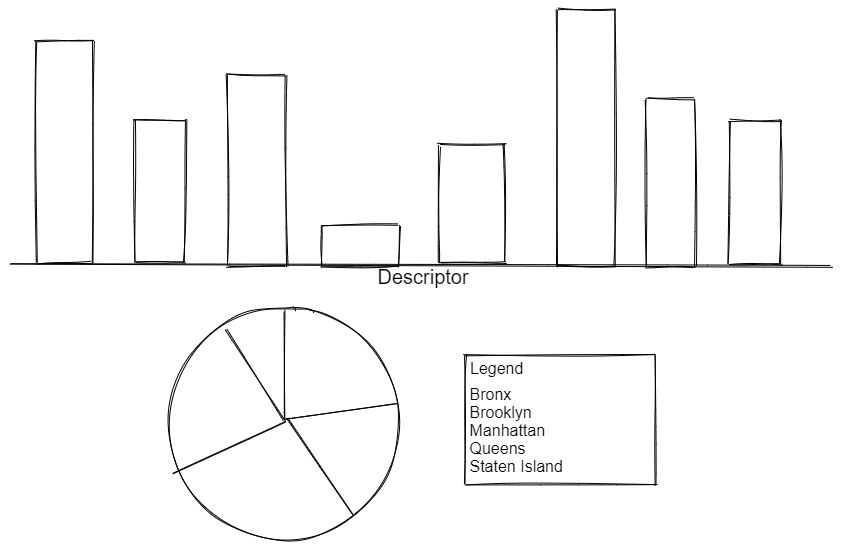 Descriptor
Legend
Bronx
Brooklyn
Manhattan
Queens
Staten Island